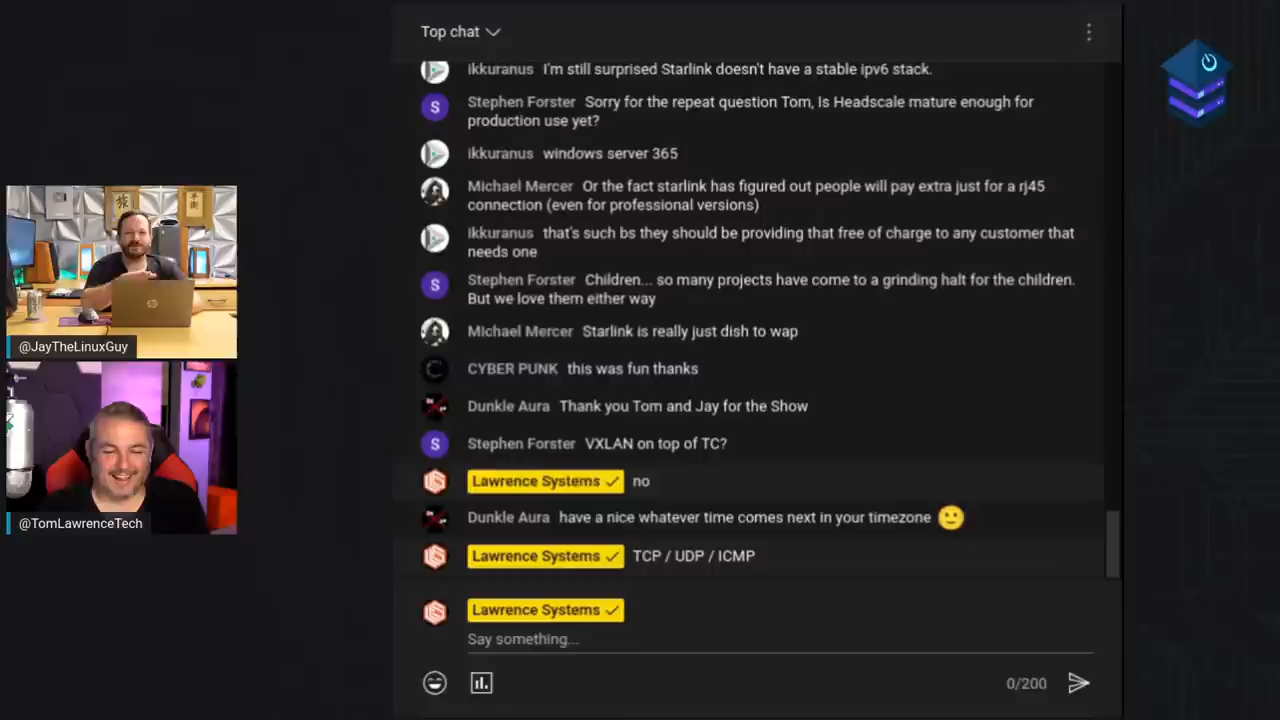 Top chat
ikkuranus I'm still surprised Starlink doesn't have a stable ipv6 stack.
S Stephen Forster Sorry for the repeat question Tom, Is Headscale mature enough for
production use yet?
ikkuranus windows server 365
Michael Mercer Or the fact starlink has figured out people will pay extra just for a rj45
connection (even for professional versions)
ikkuranus that's such bs they should be providing that free of charge to any customer that
needs one
S Stephen Forster Children... so many projects have come to a grinding halt for the children.
But we love them either way
Michael Mercer Starlink is really just dish to wap
CYBER PUNK this was fun thanks
Dunkle Aura Thank you Tom and Jay for the Show
S Stephen Forster VXLAN on top of TC?
Lawrence Systems no
Dunkle Aura have a nice whatever time comes next in your timezone
Lawrence Systems TCP / UDP / ICMP
Lawrence Systems
Say something...
0/200
@JayTheLinuxGuy
@TomLawrenceTech